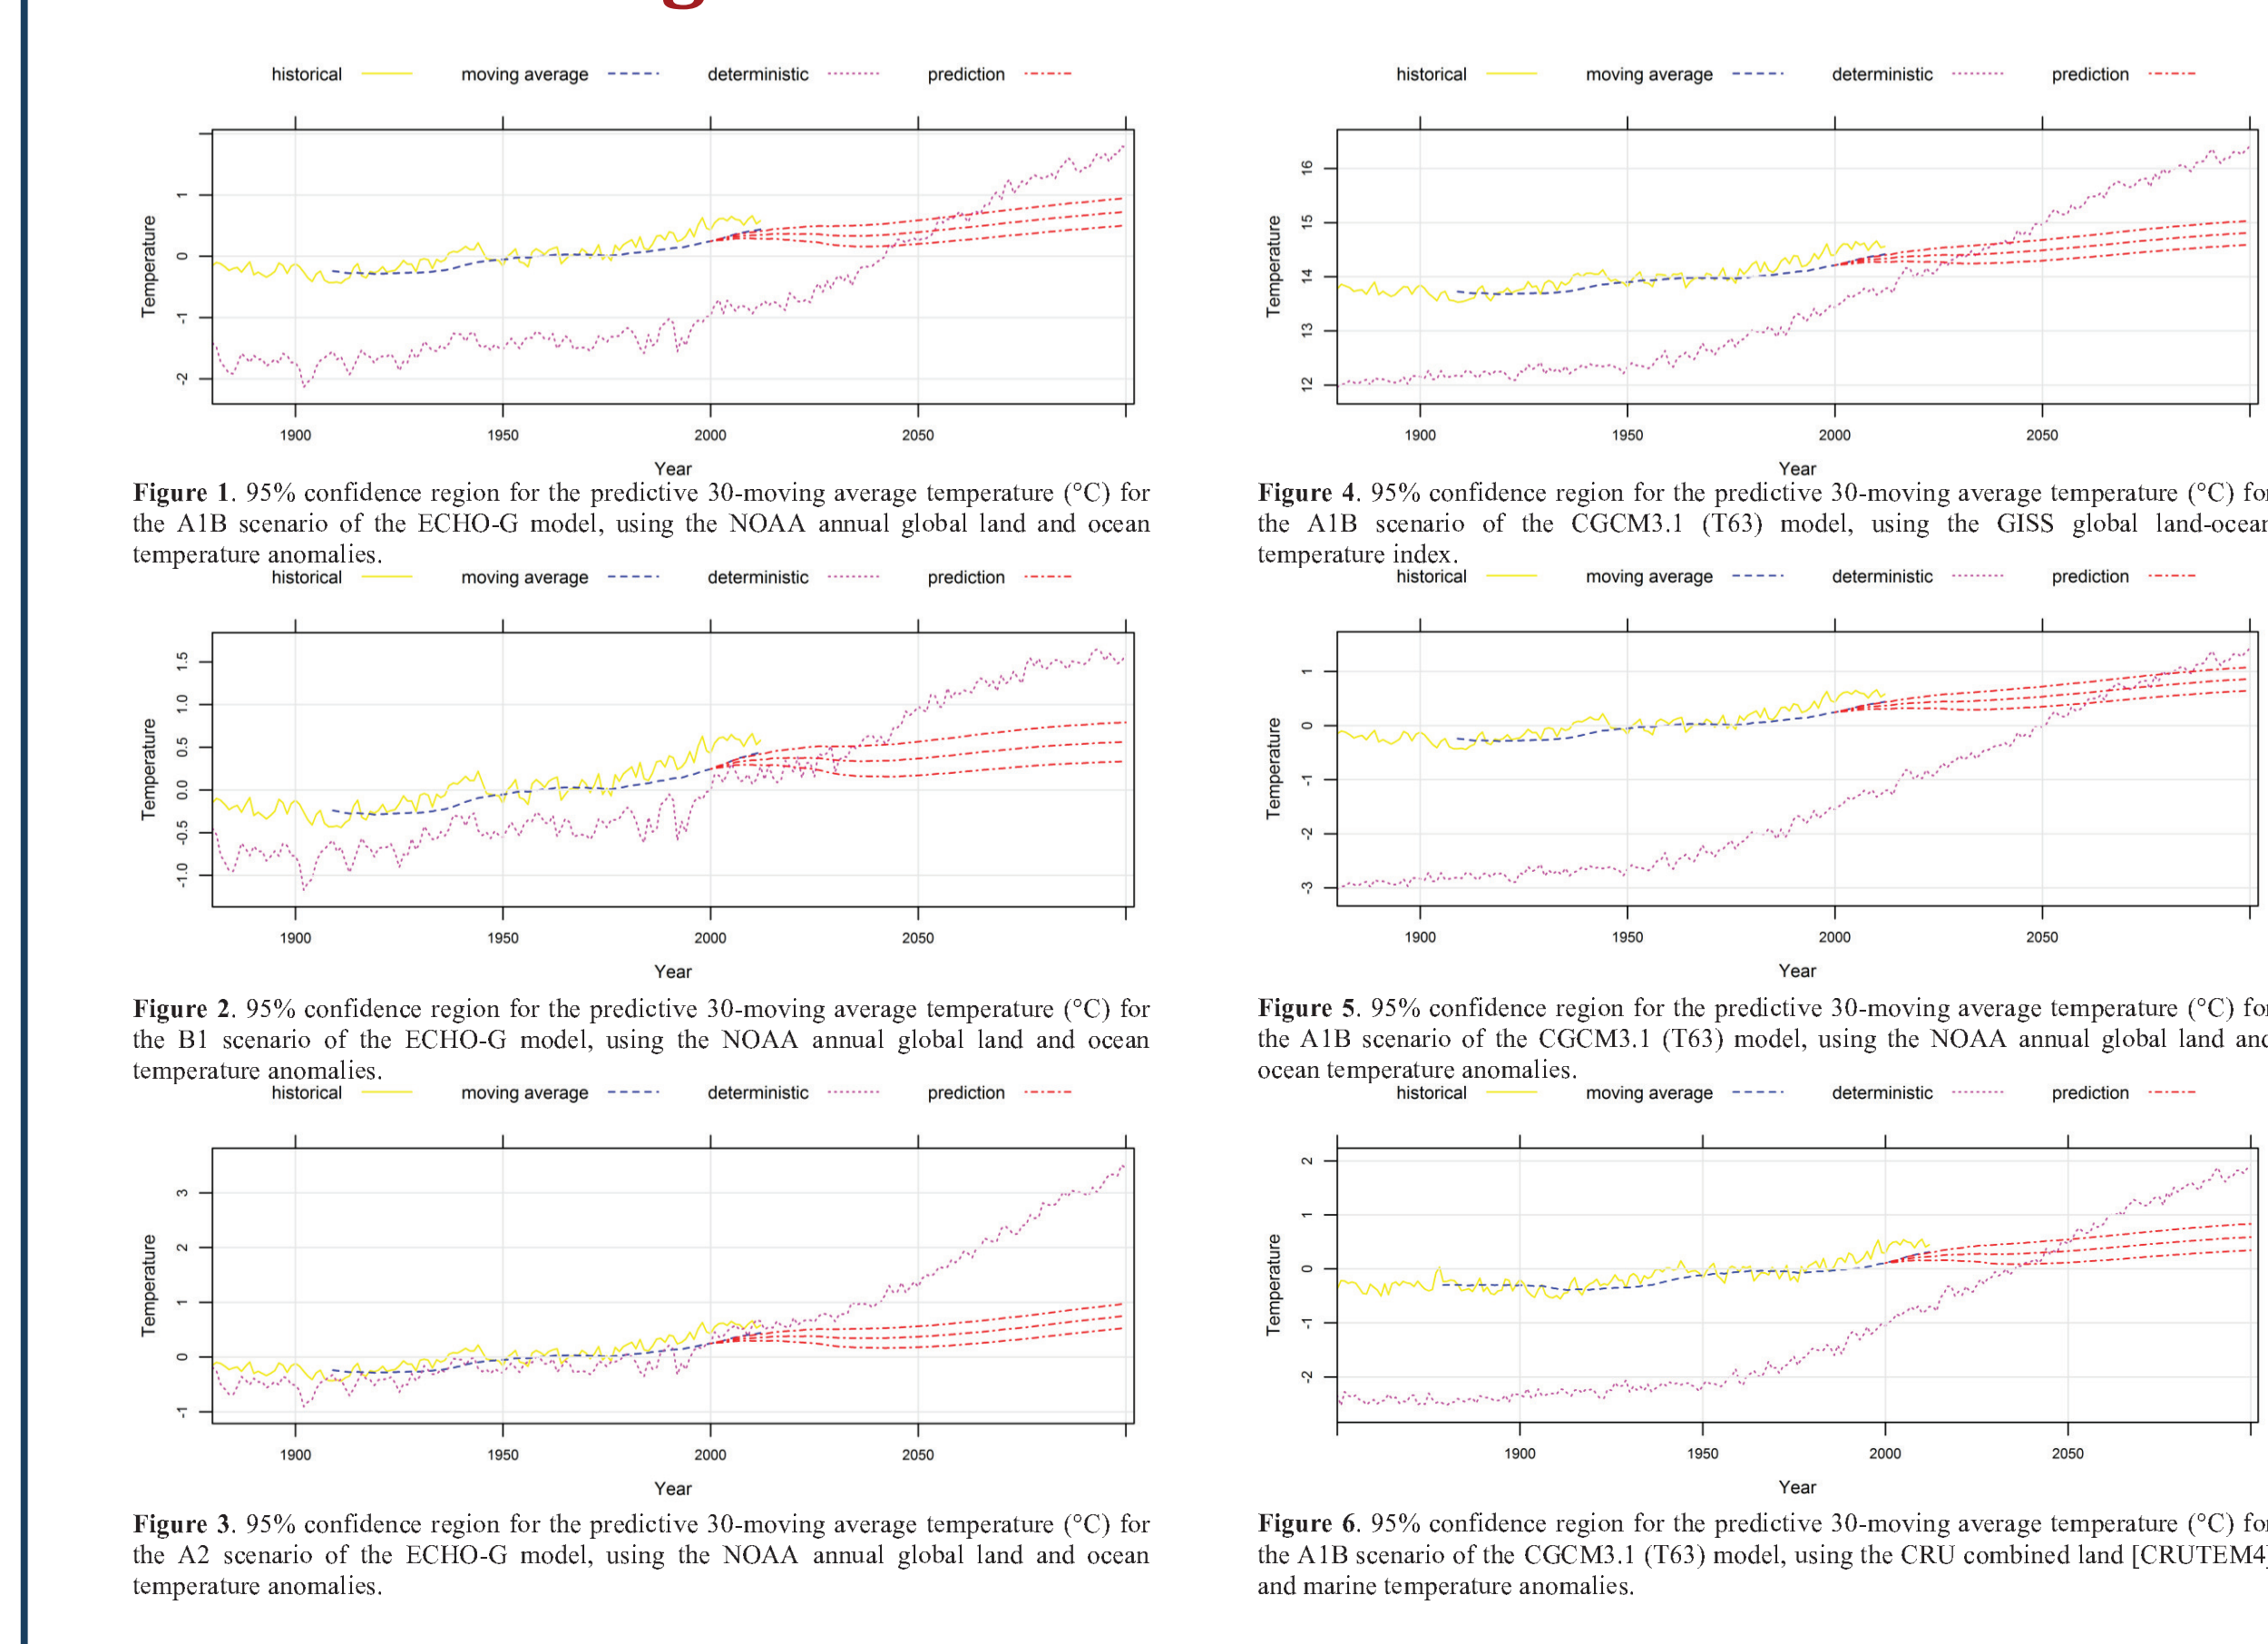 historical moving average deterministic prediction
1
0
-1
-2
Temperature
1900 1950 2000 2050
Year
Figure 1. 95% confidence region for the predictive 30-moving average temperature (°C) for
the A1B scenario of the ECHO-G model, using the NOAA annual global land and ocean
temperature anomalies.
historical moving average deterministic prediction
1.5
1.0
0.5
0.0
-0.5
-1.0
Temperature
1900 1950 2000 2050
Year
Figure 2. 95% confidence region for the predictive 30-moving average temperature (°C) for
the B1 scenario of the ECHO-G model, using the NOAA annual global land and ocean
temperature anomalies.
historical moving average deterministic prediction
3
2
1
0
-1
Temperature
1900 1950 2000 2050
Year
Figure 3. 95% confidence region for the predictive 30-moving average temperature (°C) for
the A2 scenario of the ECHO-G model, using the NOAA annual global land and ocean
temperature anomalies.
historical moving average deterministic prediction
16
15
14
13
12
Temperature
1900 1950 2000 2050
Year
Figure 4. 95% confidence region for the predictive 30-moving average temperature (°C) for
the A1B scenario of the CGCM3.1 (T63) model, using the GISS global land-ocean
temperature index.
historical moving average deterministic prediction
1
0
-1
-2
-3
Temperature
1900 1950 2000 2050
Year
Figure 5. 95% confidence region for the predictive 30-moving average temperature (°C) for
the A1B scenario of the CGCM3.1 (T63) model, using the NOAA annual global land and
ocean temperature anomalies.
historical moving average deterministic prediction
2
1
0
-1
-2
Temperature
1900 1950 2000 2050
Year
Figure 6. 95% confidence region for the predictive 30-moving average temperature (°C) for
the A1B scenario of the CGCM3.1 (T63) model, using the CRU combined land [CRUTEM4]
and marine temperature anomalies.